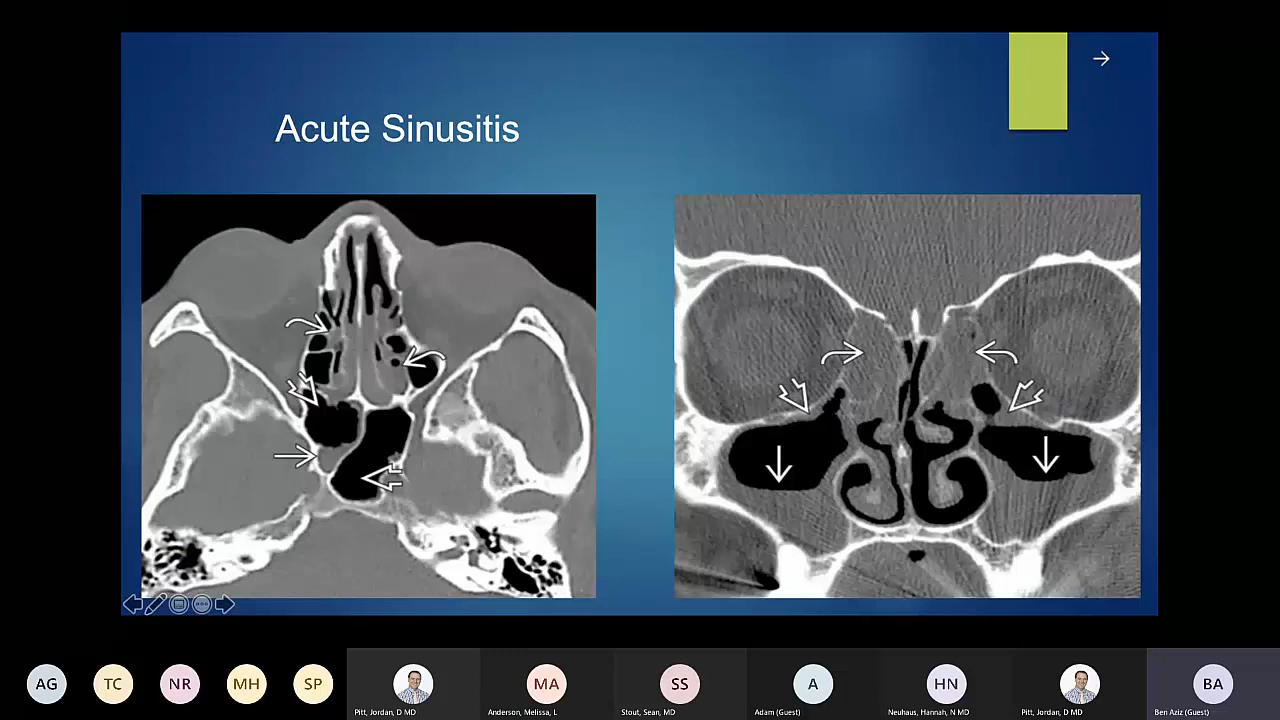 Acute Sinusitis
AG
TC
NR
MH
SP
MA
SS
A
HN
BA
Pitt, Jordan, D MD
Anderson, Melissa, L
Stout, Sean, MD
Adam (Guest)
Neuhaus, Hannah, N MD
Pitt, Jordan, D MD
Ben Aziz (Guest)